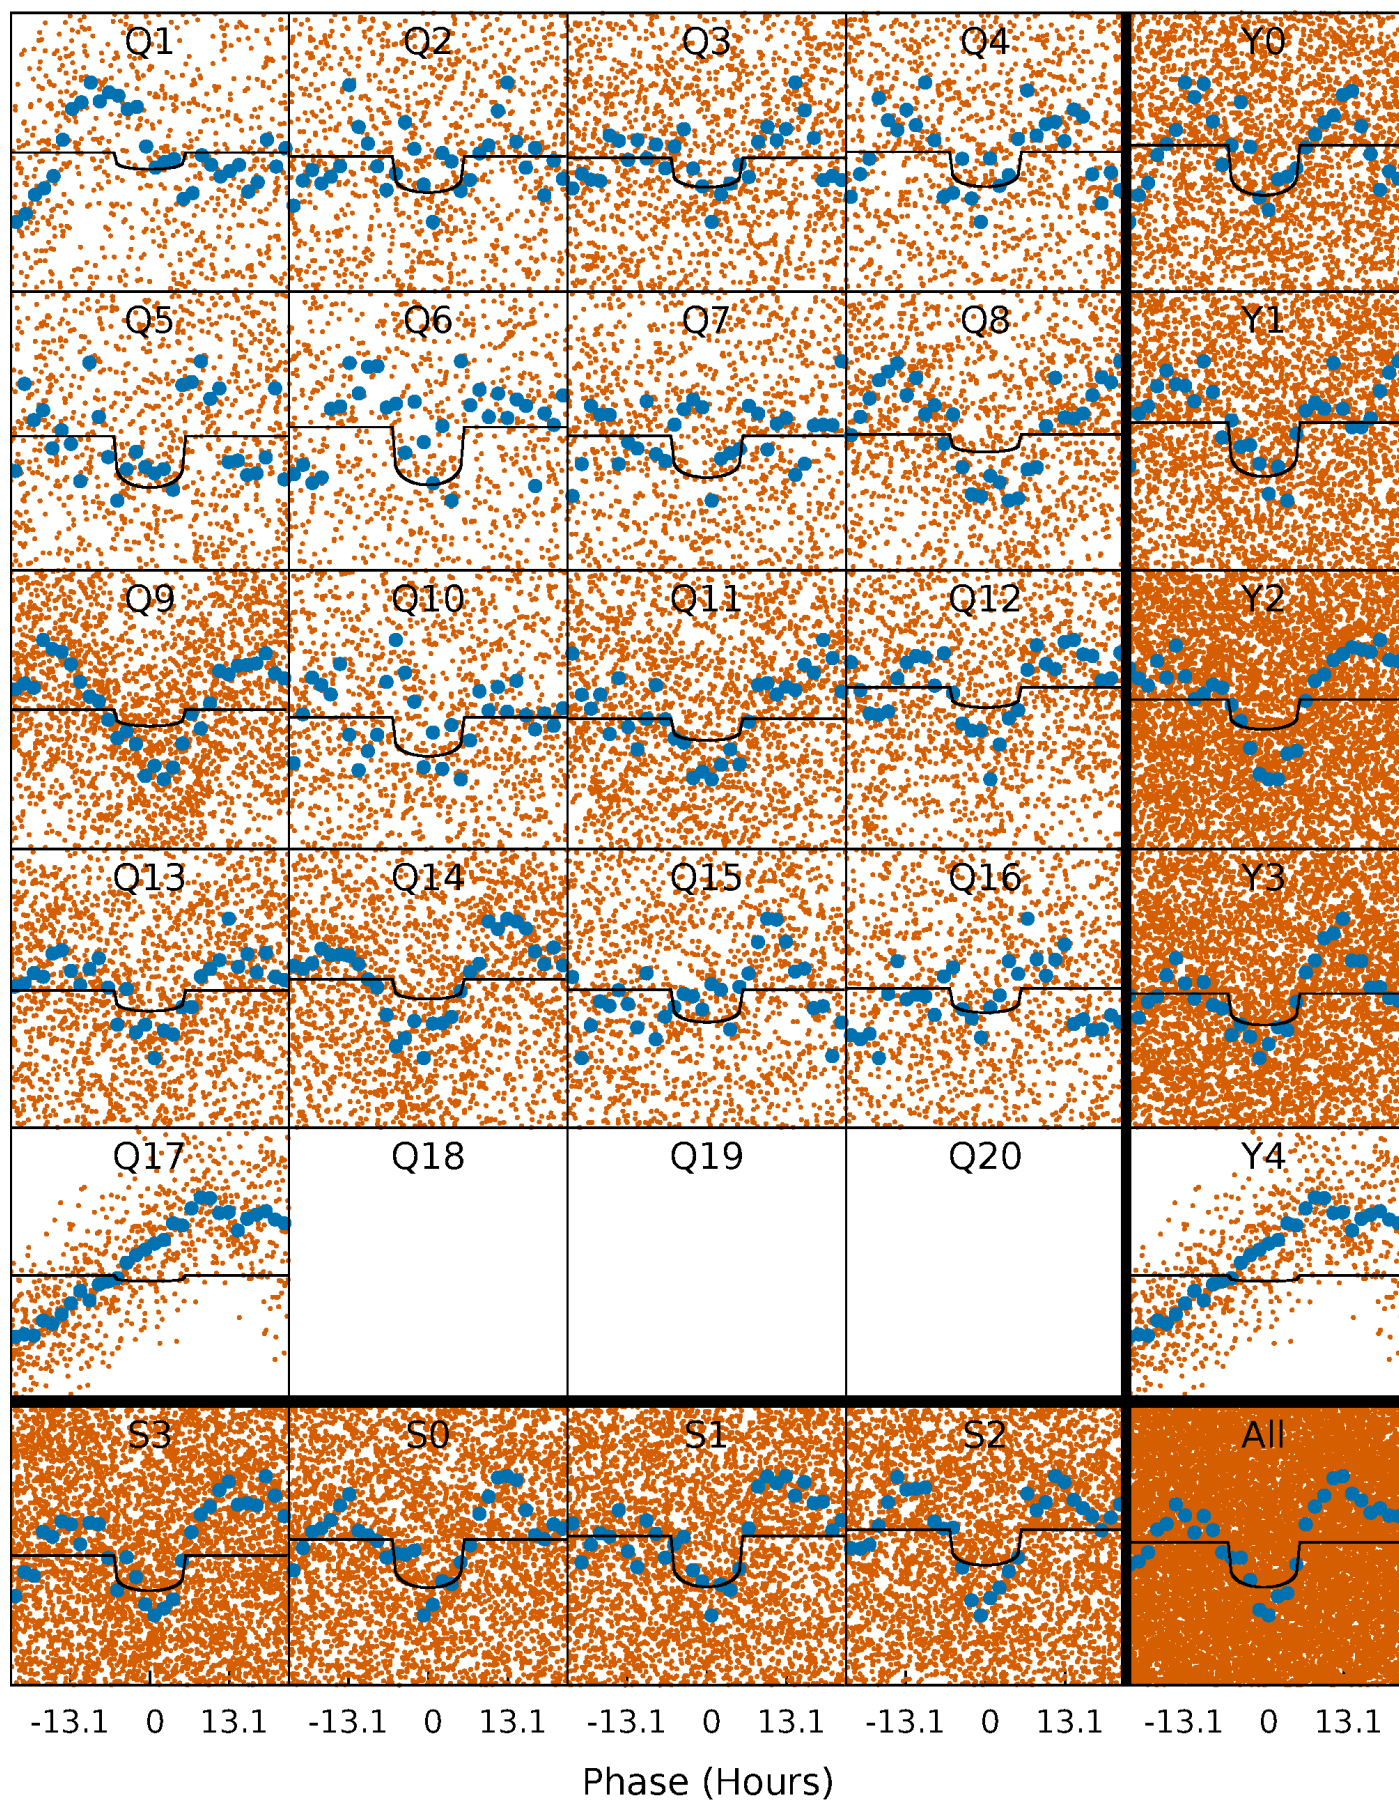 Q1 Q2 Q3 Q4 Y0
Q5 Q6 Q7 Q8 Y1
Q9 Q10 Q11 Q12 Y2
Q13 Q14 Q15 Q16 Y3
Q17 Q18 Q19 Q20 Y4
S3 S0 S1 S2 All
-13.1 0 13.1 -13.1 0 13.1 -13.1 0 13.1 -13.1 0 13.1 -13.1 0 13.1
Phase (Hours)